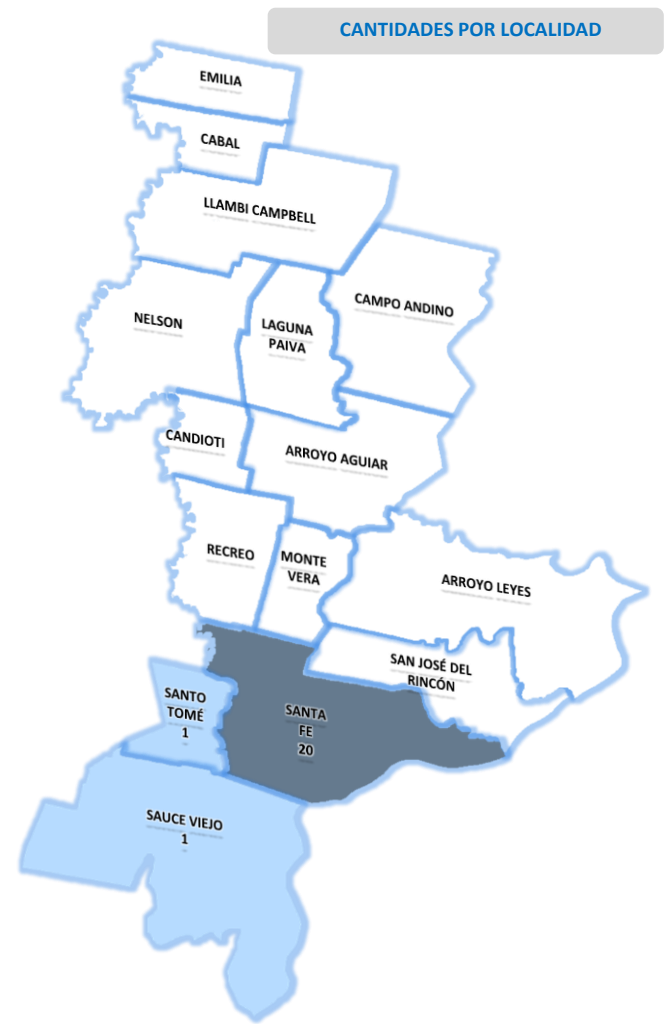 CANTIDADES POR LOCALIDAD
EMILIA
CABAL
LLAMBI CAMPBELL
CAMPO ANDINO
NELSON
LAGUNA
PAIVA
CANDIOTI
ARROYO AGUIAR
RECREO
MONTE
VERA
ARROYO LEYES
SAN JOSÉ DEL
RINCÓN
SANTO
TOMÉ
1
SANTA
FE
20
SAUCE VIEJO
1